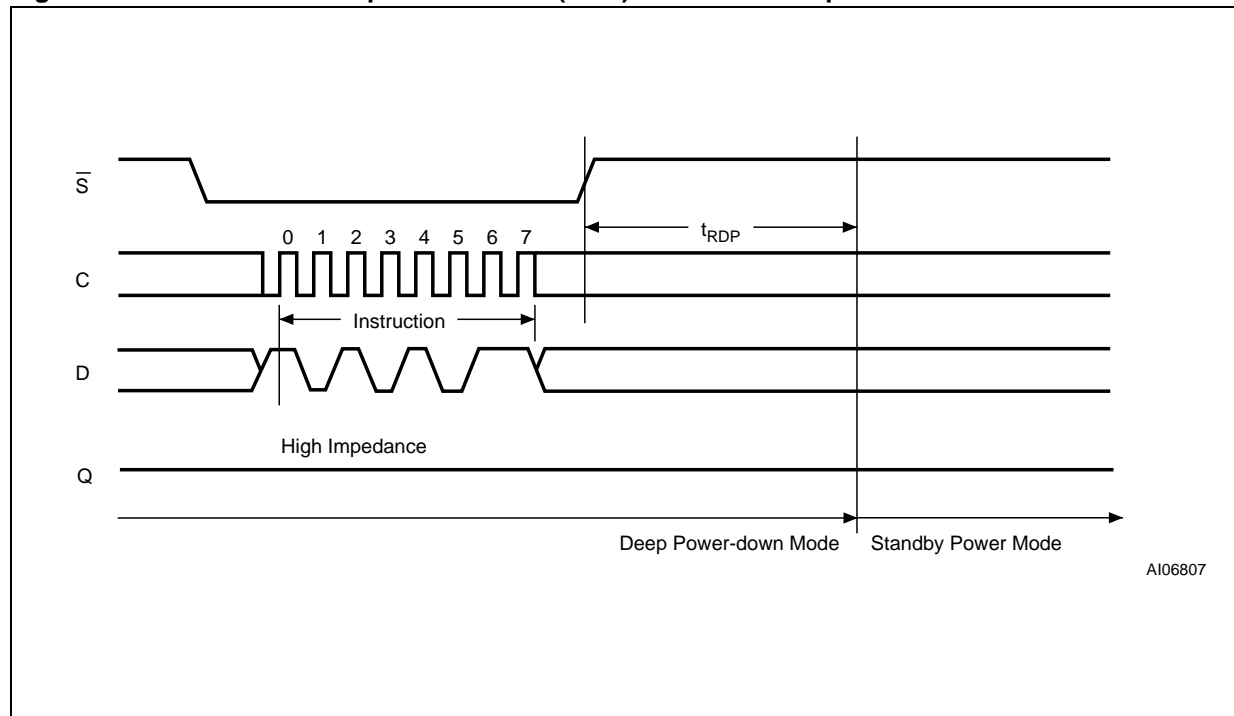 S̅
0 1 2 3 4 5 6 7
tRDP
C
Instruction
D
High Impedance
Q
Deep Power-down Mode Standby Power Mode
AI06807